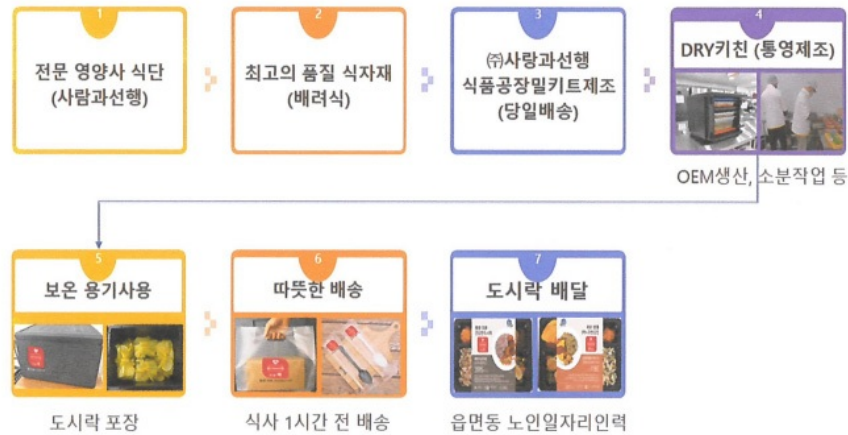 1
전문 영양사 식단
(사람과선행)
2
최고의 품질 식자재
(배려식)
3
㈜사랑과선행
식품공장밀키트제조
(당일배송)
4
DRY키친 (통영제조)
OEM생산, 소분작업 등
5
보온 용기사용
도시락 포장
6
따뜻한 배송
식사 1시간 전 배송
7
도시락 배달
읍면동 노인일자리인력